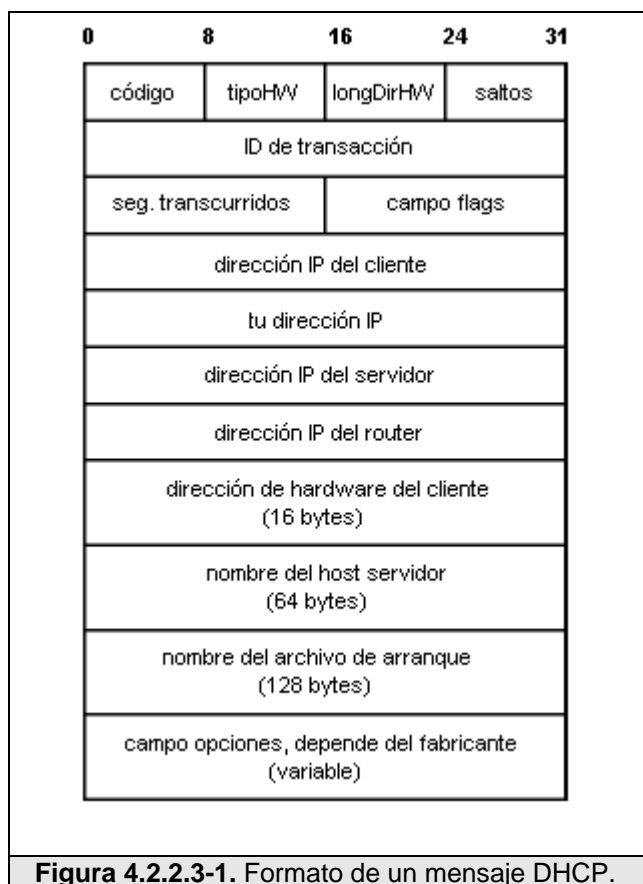 0 8 16 24 31
código tipoHW longDirHW saltos
ID de transacción
seg. transcurridos campo flags
dirección IP del cliente
tu dirección IP
dirección IP del servidor
dirección IP del router
dirección de hardware del cliente
(16 bytes)
nombre del host servidor
(64 bytes)
nombre del archivo de arranque
(128 bytes)
campo opciones, depende del fabricante
(variable)
Figura 4.2.2.3-1. Formato de un mensaje DHCP.